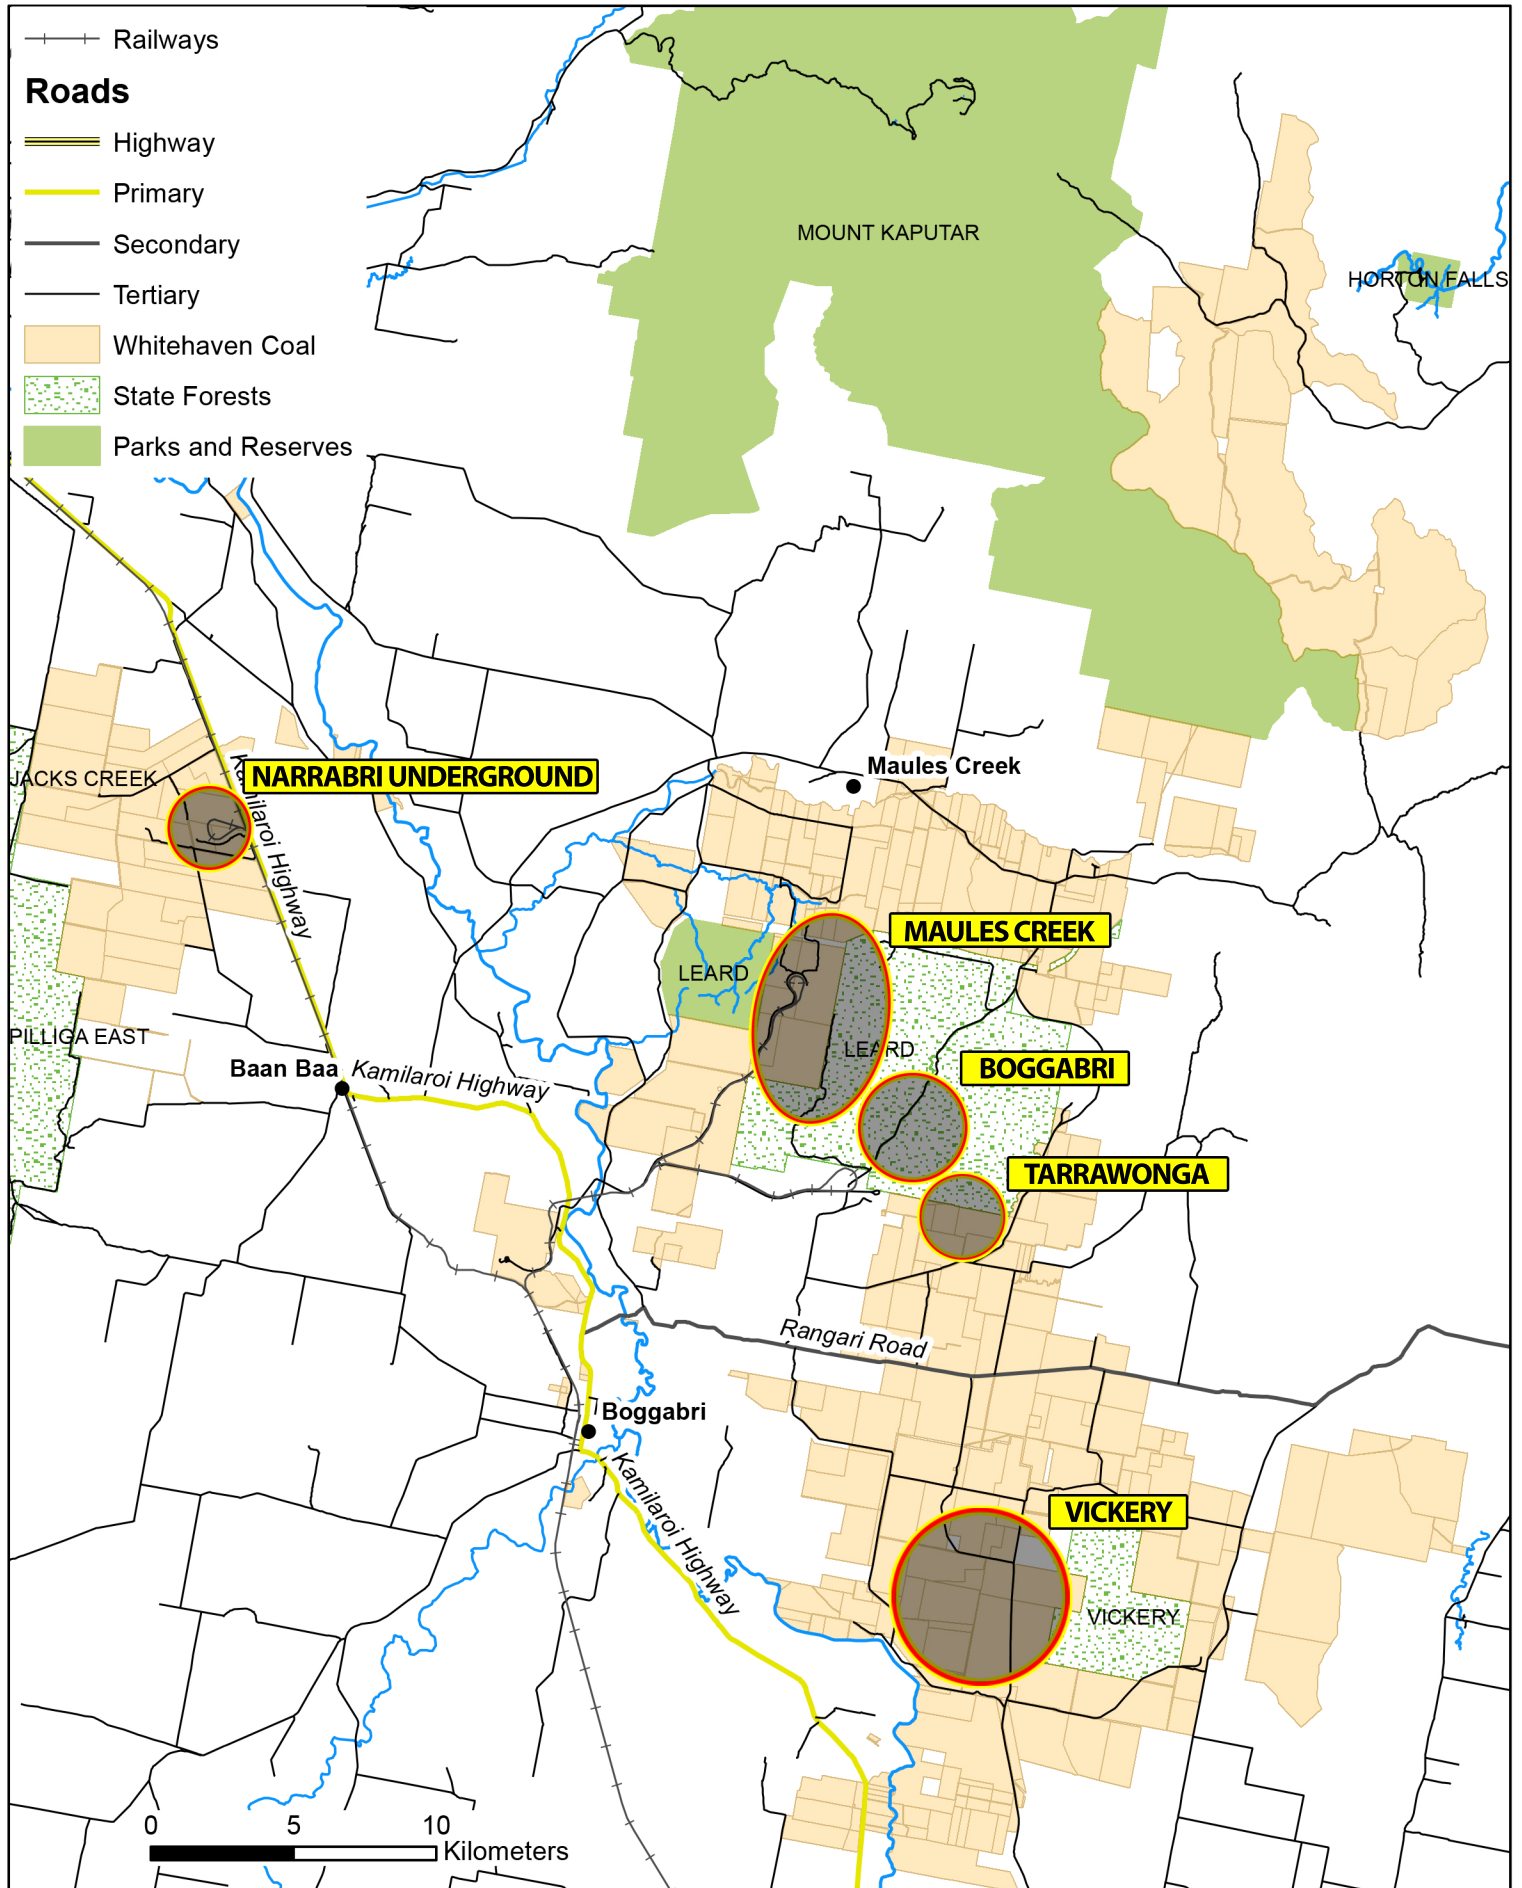 Railways
Roads
Highway
Primary
Secondary
Tertiary
Whitehaven Coal
State Forests
Parks and Reserves
MOUNT KAPUTAR
HORTON FALLS
Maules Creek
NARRABRI UNDERGROUND
JACKS CREEK
Kamilaroi Highway
MAULES CREEK
LEARD
PILLIGA EAST
LEARD
BOGGABRI
Baan Baa
Kamilaroi Highway
TARRAWONGA
Rangari Road
Boggabri
Kamilaroi Highway
VICKERY
VICKERY
0 5 10
Kilometers